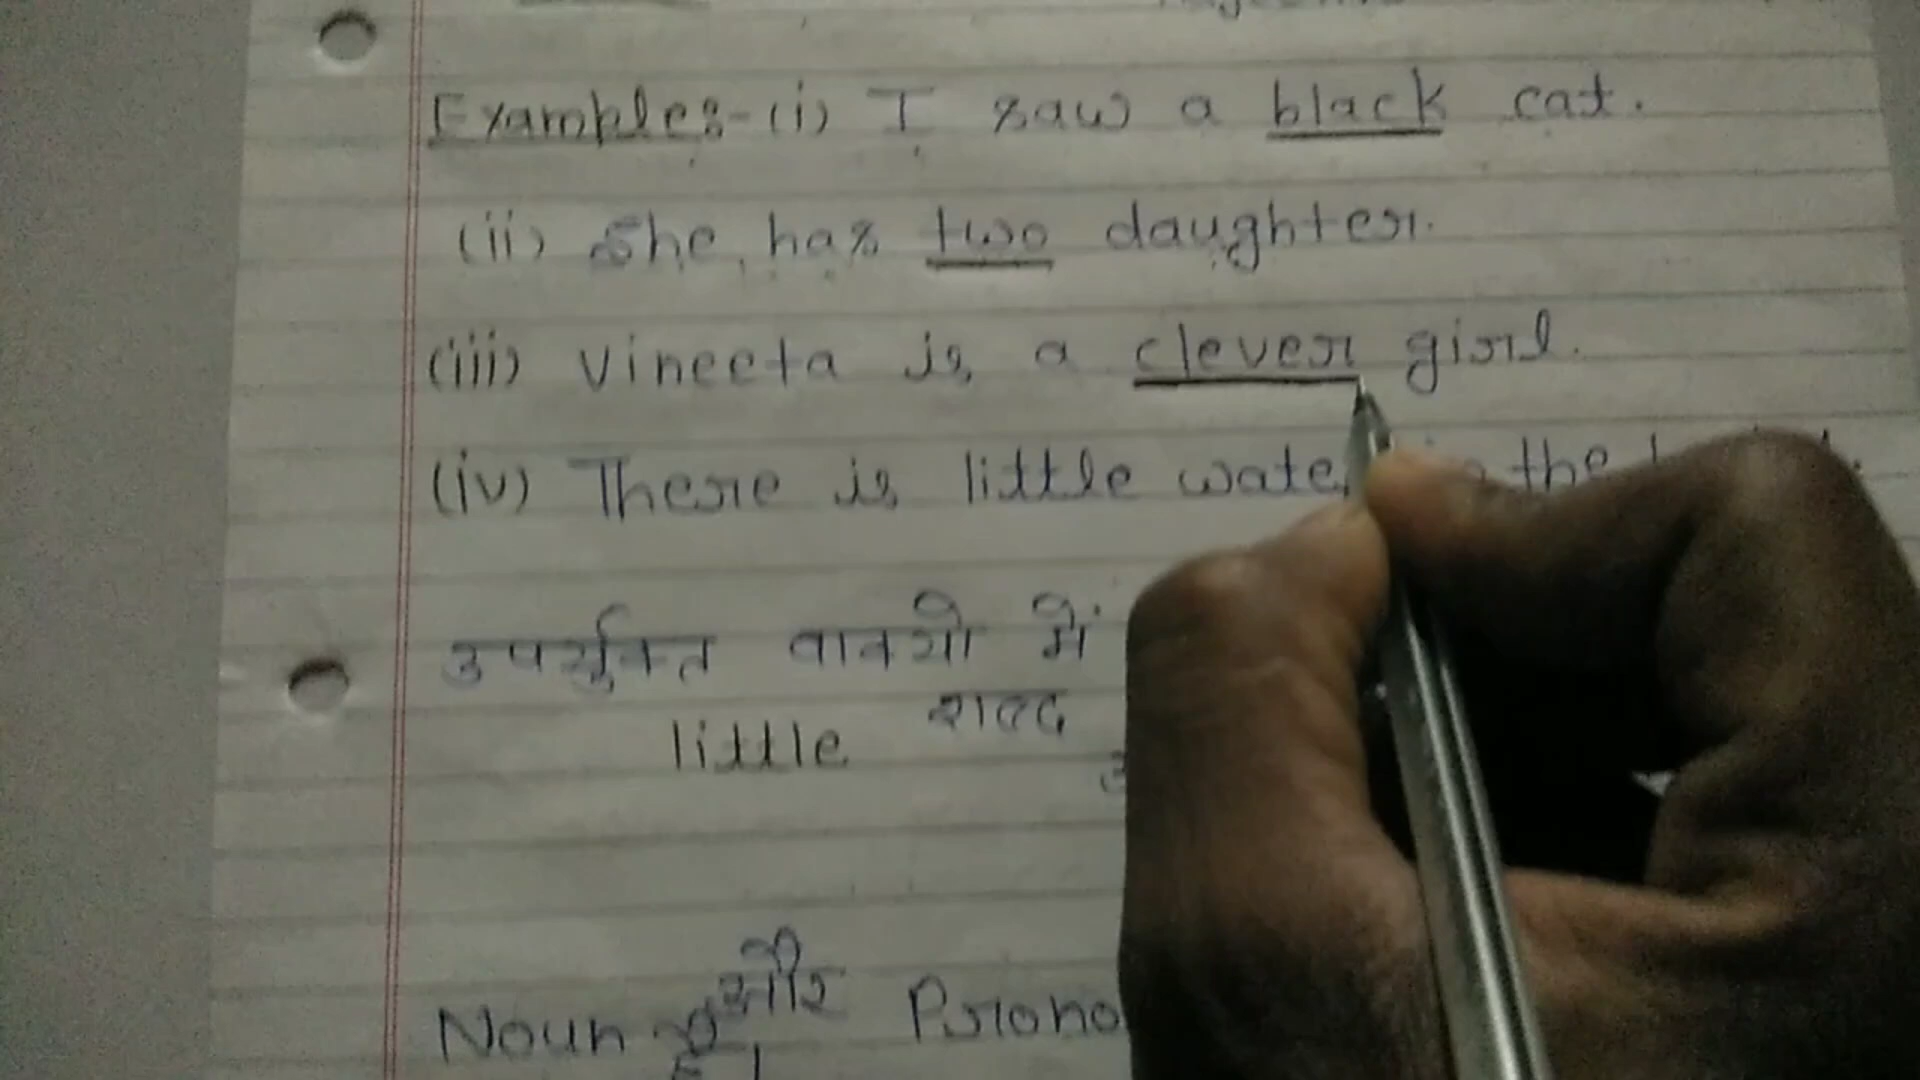 Examples-(i) I saw a black cat.
(ii) She has two daughter.
(iii) Vineeta is a clever girl.
(iv) There is little wate the
उपर्युक्त वाक्यो में
little शब्द
Noun और Prono